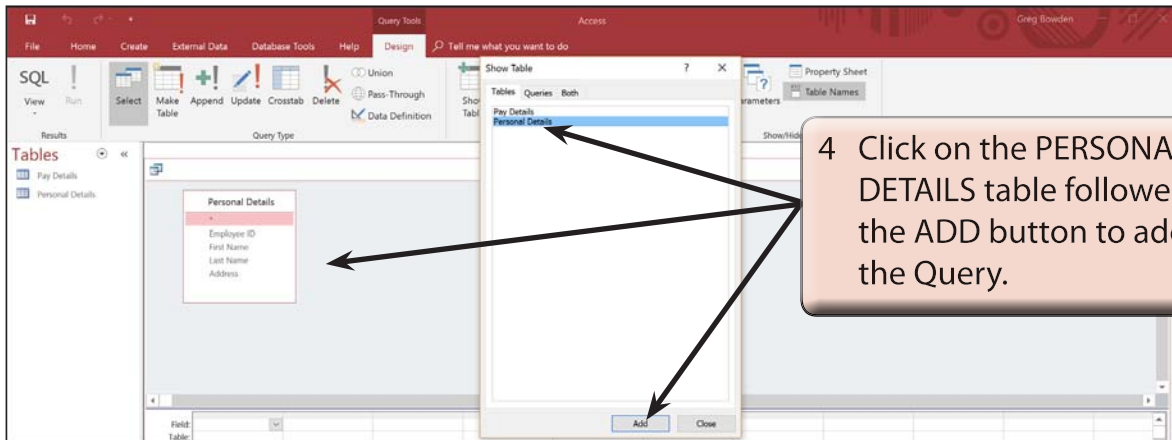 Query Tools
Access
Greg Bowden
File Home Create External Data Database Tools Help Design Tell me what you want to do
SQL
View
Run
Results
Select
Make Table
Append
Update
Crosstab
Delete
Union
Pass-Through
Data Definition
Query Type
Property Sheet
Table Names
Tables
Pay Details
Personal Details
Personal Details
*
Employee ID
First Name
Last Name
Address
Show Table ? X
Tables Queries Both
Pay Details
Personal Details
Add Close
Field:
Table:
4 Click on the PERSONA
DETAILS table followe
the ADD button to ad
the Query.